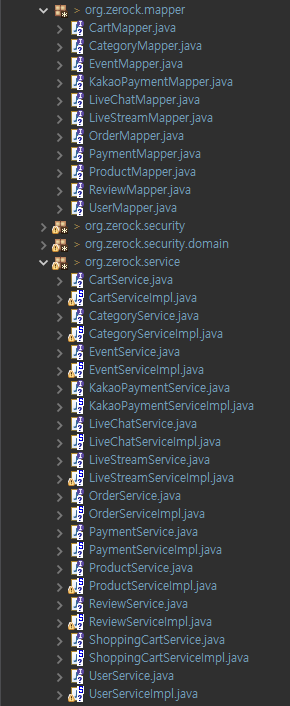 > org.zerock.mapper
> CartMapper.java
> CategoryMapper.java
> EventMapper.java
> KakaoPaymentMapper.java
> LiveChatMapper.java
> LiveStreamMapper.java
> OrderMapper.java
> PaymentMapper.java
> ProductMapper.java
> ReviewMapper.java
> UserMapper.java
> org.zerock.security
> org.zerock.security.domain
> org.zerock.service
> CartService.java
> CartServiceImpl.java
> CategoryService.java
> CategoryServiceImpl.java
> EventService.java
> EventServiceImpl.java
> KakaoPaymentService.java
> KakaoPaymentServiceImpl.java
> LiveChatService.java
> LiveChatServiceImpl.java
> LiveStreamService.java
> LiveStreamServiceImpl.java
> OrderService.java
> OrderServiceImpl.java
> PaymentService.java
> PaymentServiceImpl.java
> ProductService.java
> ProductServiceImpl.java
> ReviewService.java
> ReviewServiceImpl.java
> ShoppingCartService.java
> ShoppingCartServiceImpl.java
> UserService.java
> UserServiceImpl.java